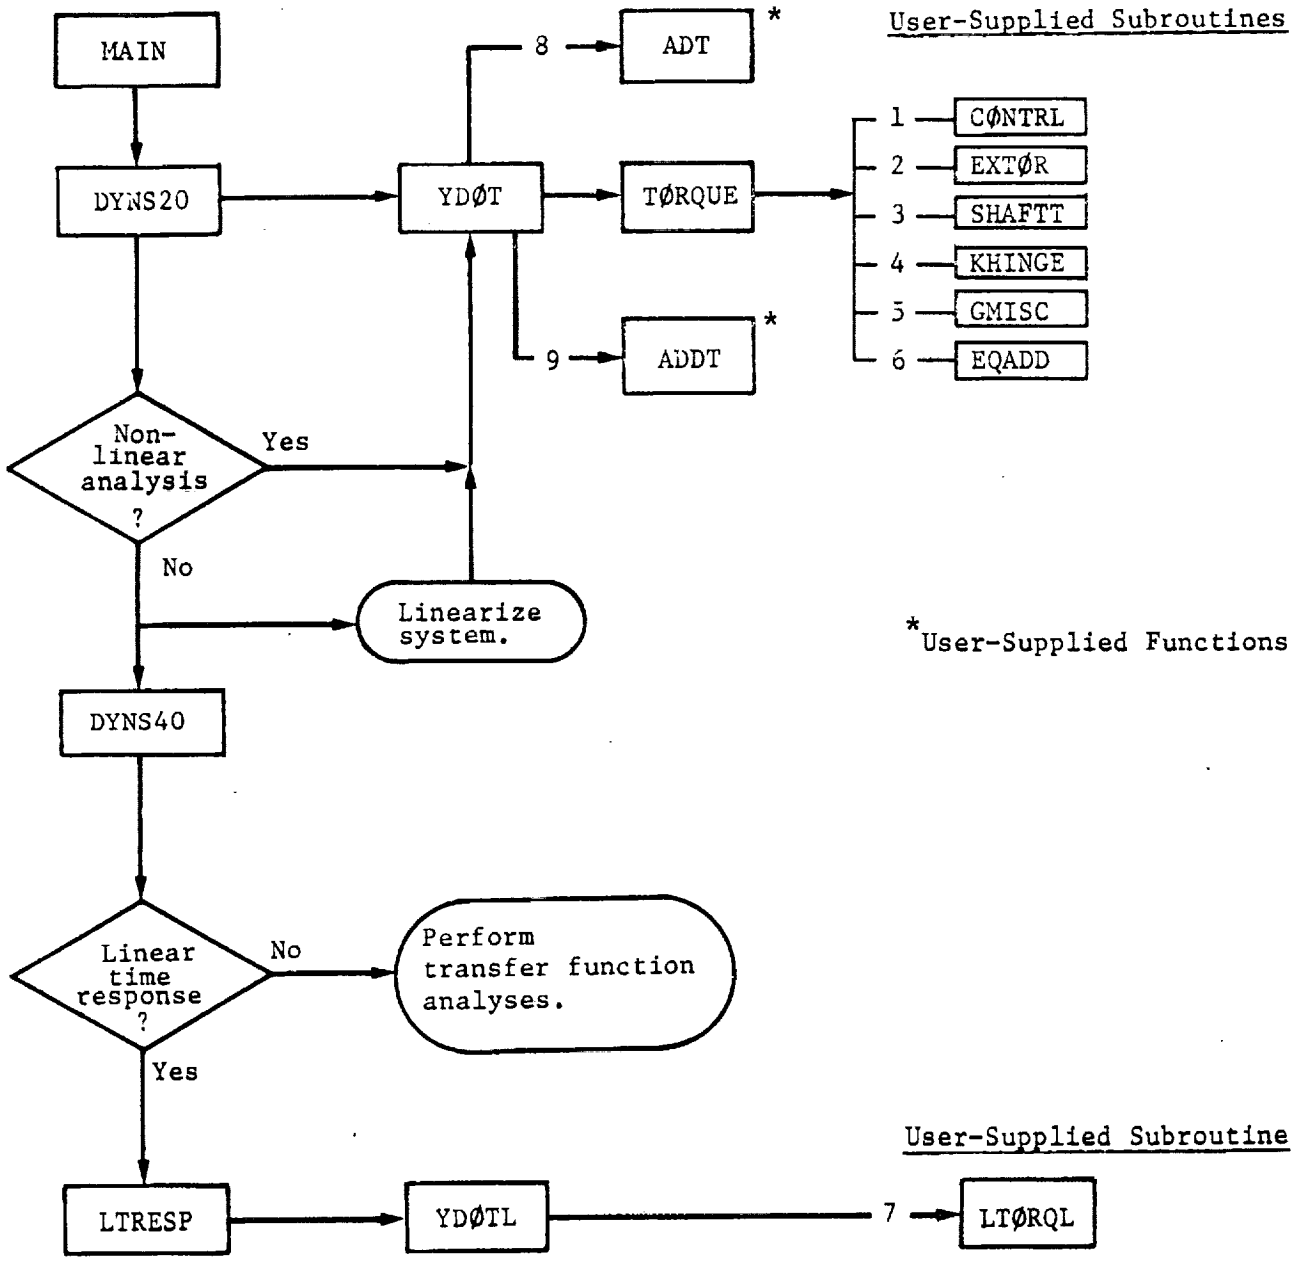 User-Supplied Subroutines
MAIN
8
ADT
*
DYNS20
YDØT
TØRQUE
1
CØNTRL
2
EXTØR
3
SHAFTT
4
KHINGE
5
GMISC
6
EQADD
9
ADDT
*
Non-
linear
analysis
?
Yes
No
Linearize
system.
*User-Supplied Functions
DYNS40
Linear
time
response
?
No
Perform
transfer function
analyses.
Yes
User-Supplied Subroutine
LTRESP
YDØTL
7
LTØRQL